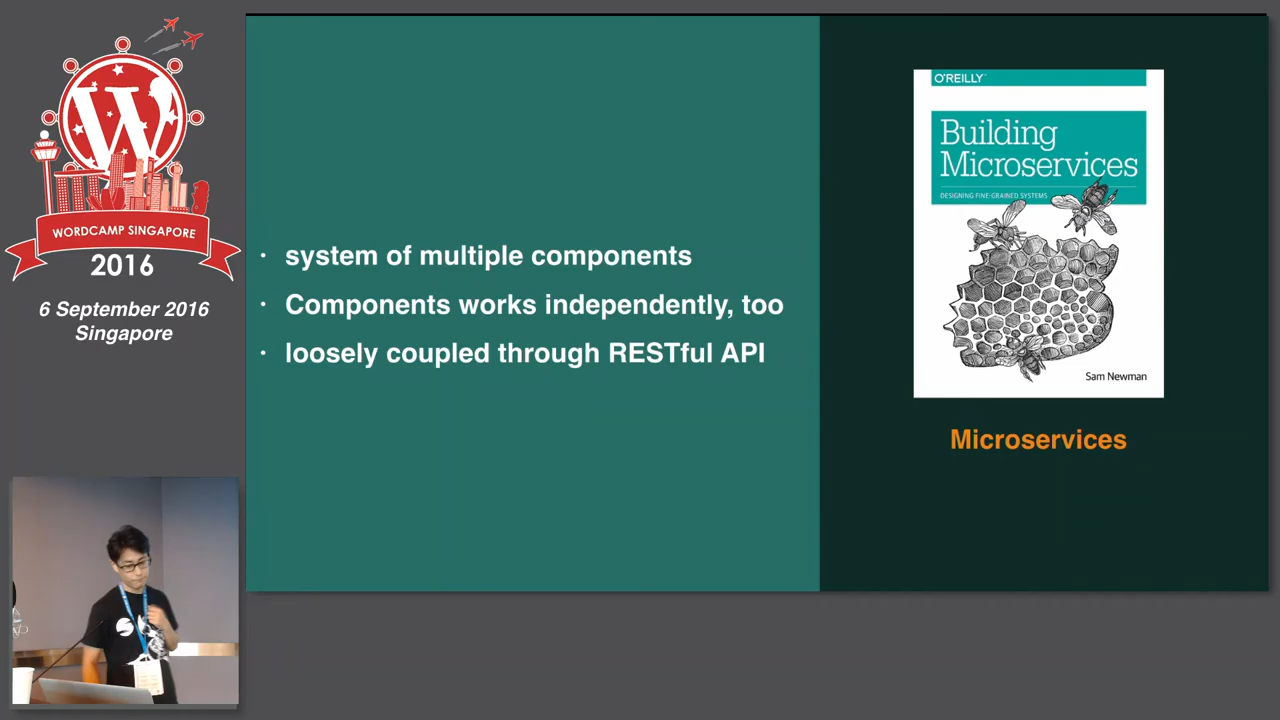 WORDCAMP SINGAPORE
2016
6 September 2016
Singapore
• system of multiple components
• Components works independently, too
• loosely coupled through RESTful API
O'REILLY™
Building
Microservices
DESIGNING FINE-GRAINED SYSTEMS
Sam Newman
Microservices